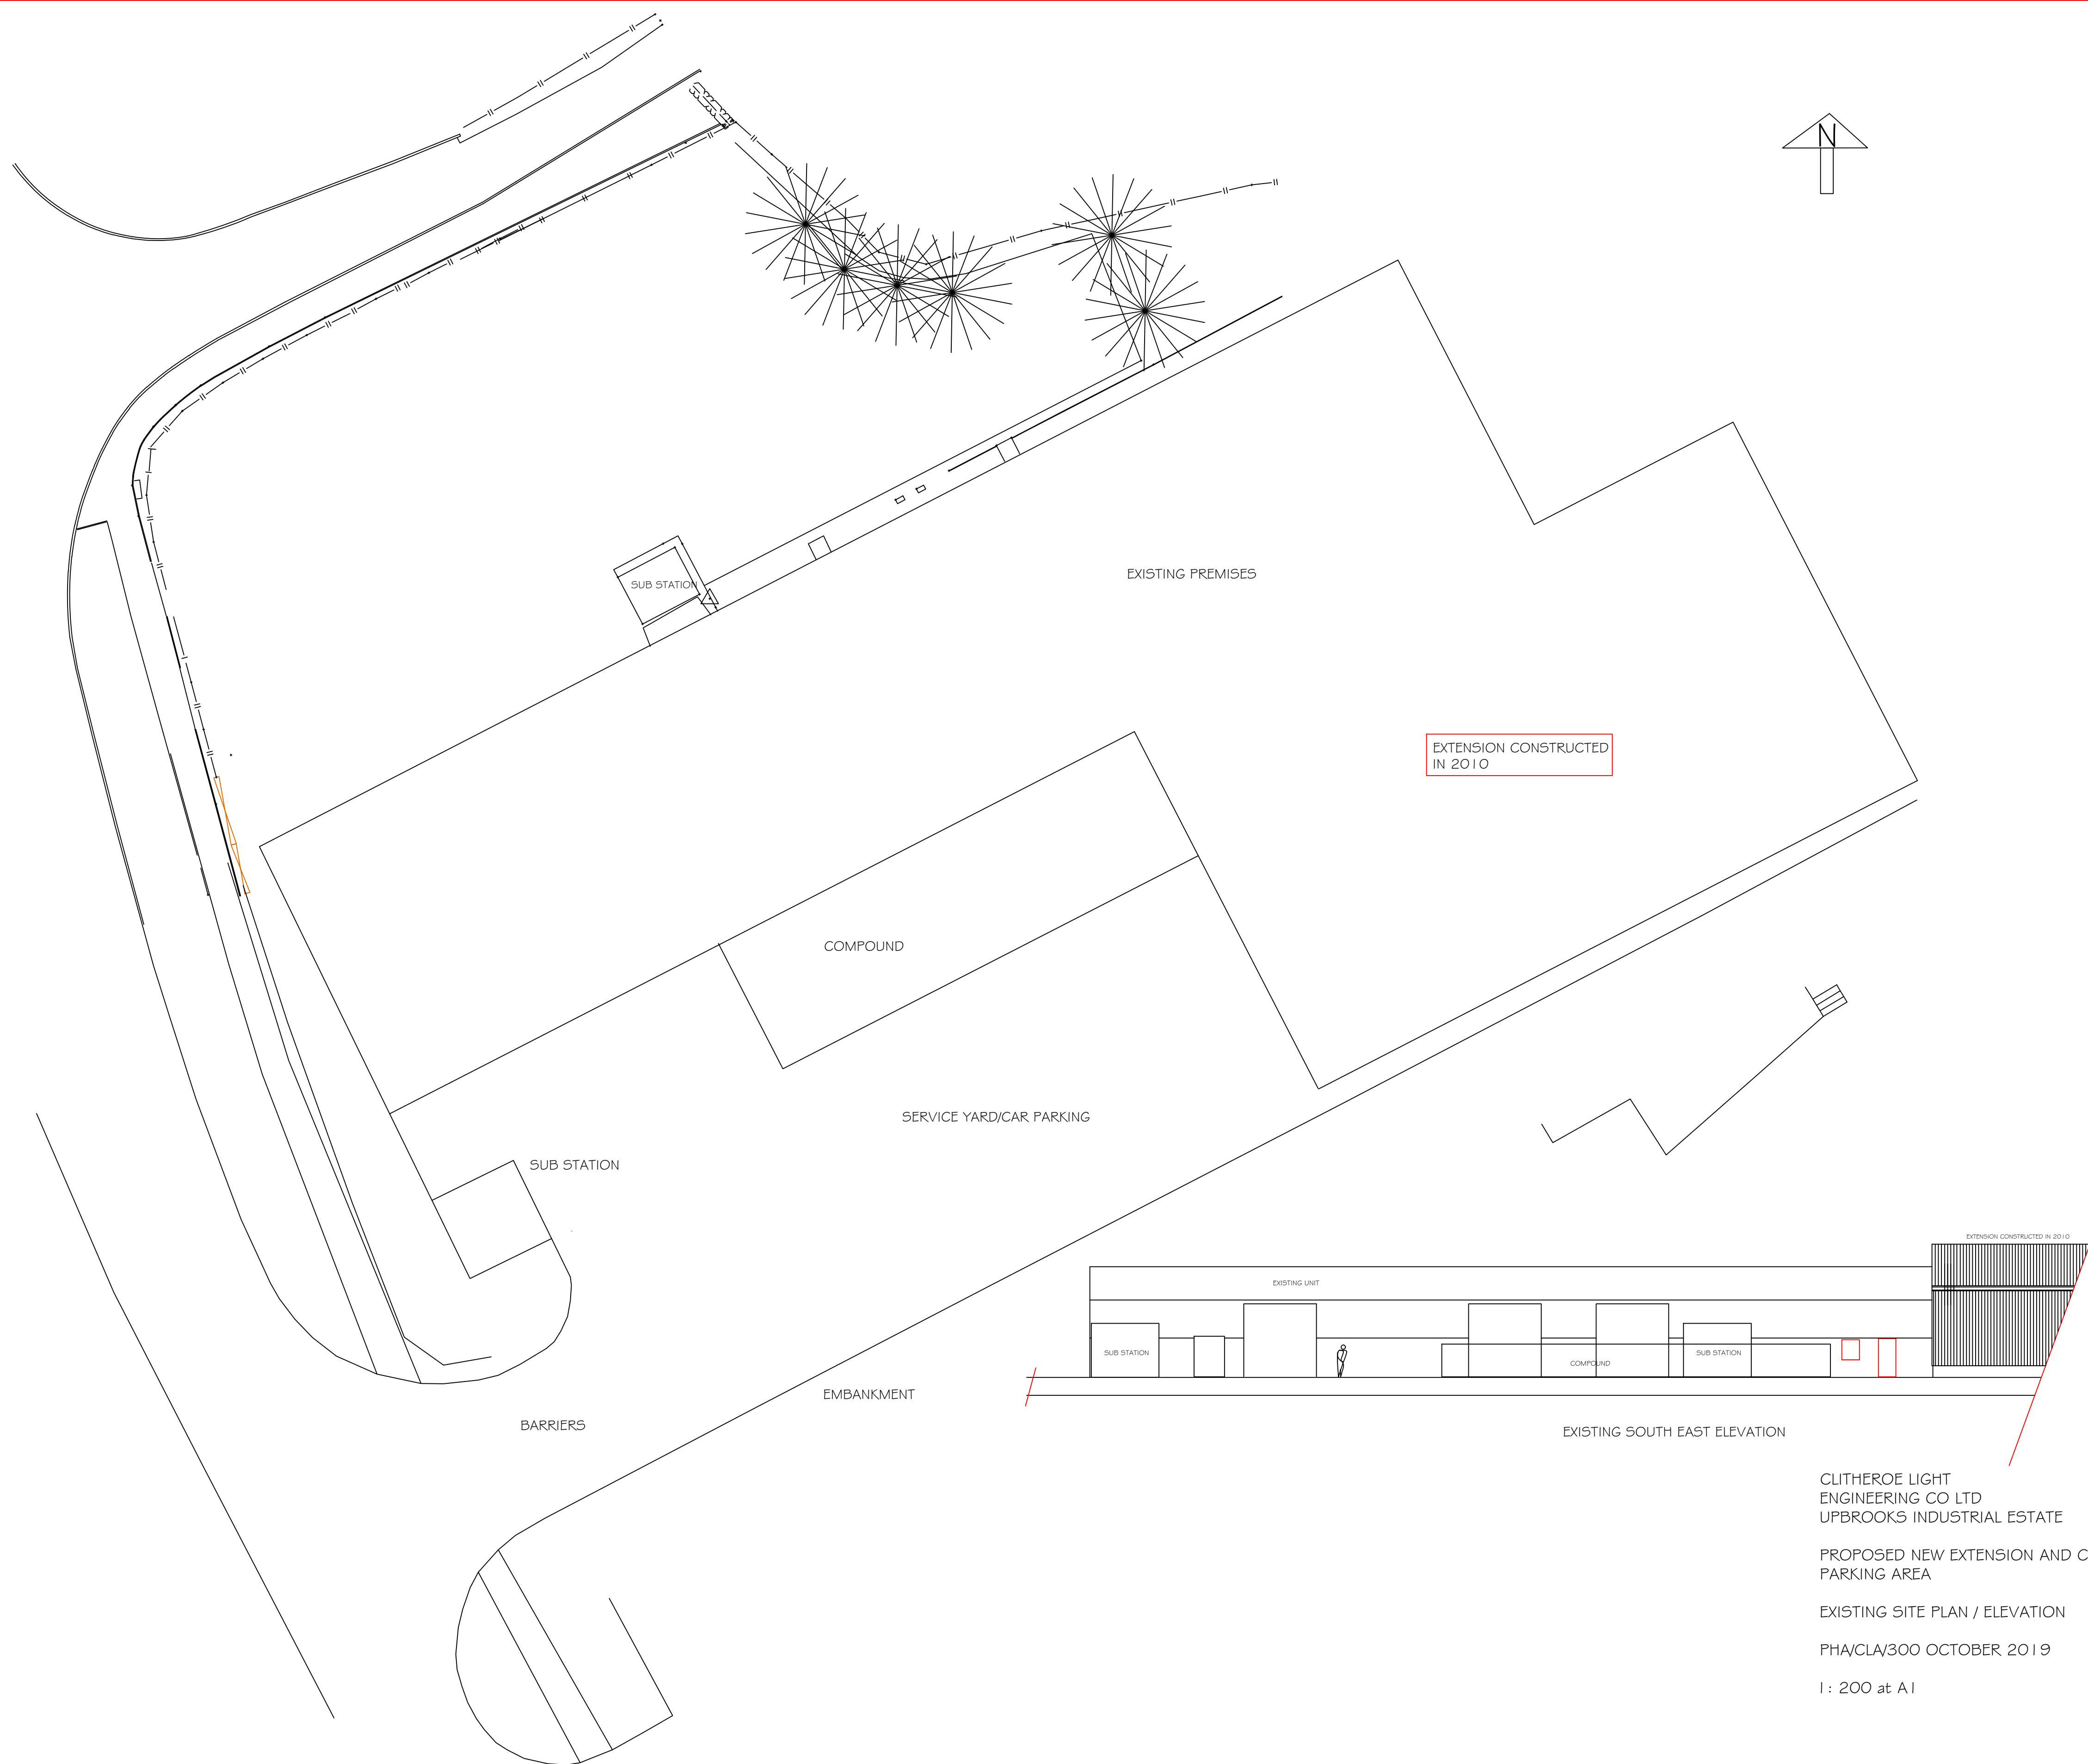 N
SUB STATION
EXISTING PREMISES
EXTENSION CONSTRUCTED
IN 2010
COMPOUND
SERVICE YARD/CAR PARKING
SUB STATION
EMBANKMENT
BARRIERS
EXTENSION CONSTRUCTED IN 2010
EXISTING UNIT
SUB STATION
COMPOUND
SUB STATION
EXISTING SOUTH EAST ELEVATION
CLITHEROE LIGHT
ENGINEERING CO LTD
UPBROOKS INDUSTRIAL ESTATE
PROPOSED NEW EXTENSION AND C
PARKING AREA
EXISTING SITE PLAN / ELEVATION
PHA/CLA/300 OCTOBER 2019
1: 200 at A1